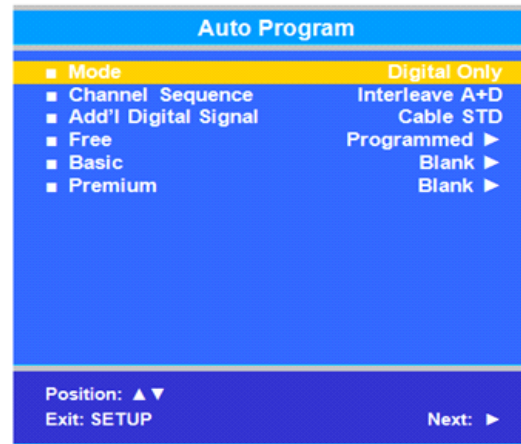 Auto Program
■ Mode Digital Only
■ Channel Sequence Interleave A+D
■ Add'l Digital Signal Cable STD
■ Free Programmed ►
■ Basic Blank ►
■ Premium Blank ►
Position: ▲▼
Exit: SETUP Next: ►